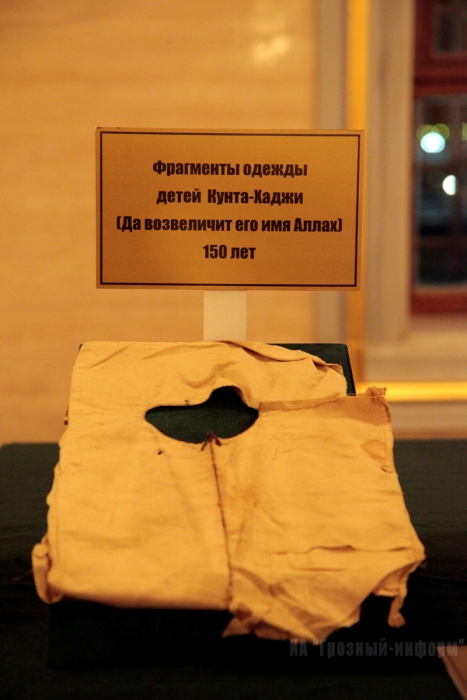 Фрагменты одежды
детей Кунта-Хаджи
(Да возвеличит его имя Аллах)
150 лет
ИА "Грозный-информ"